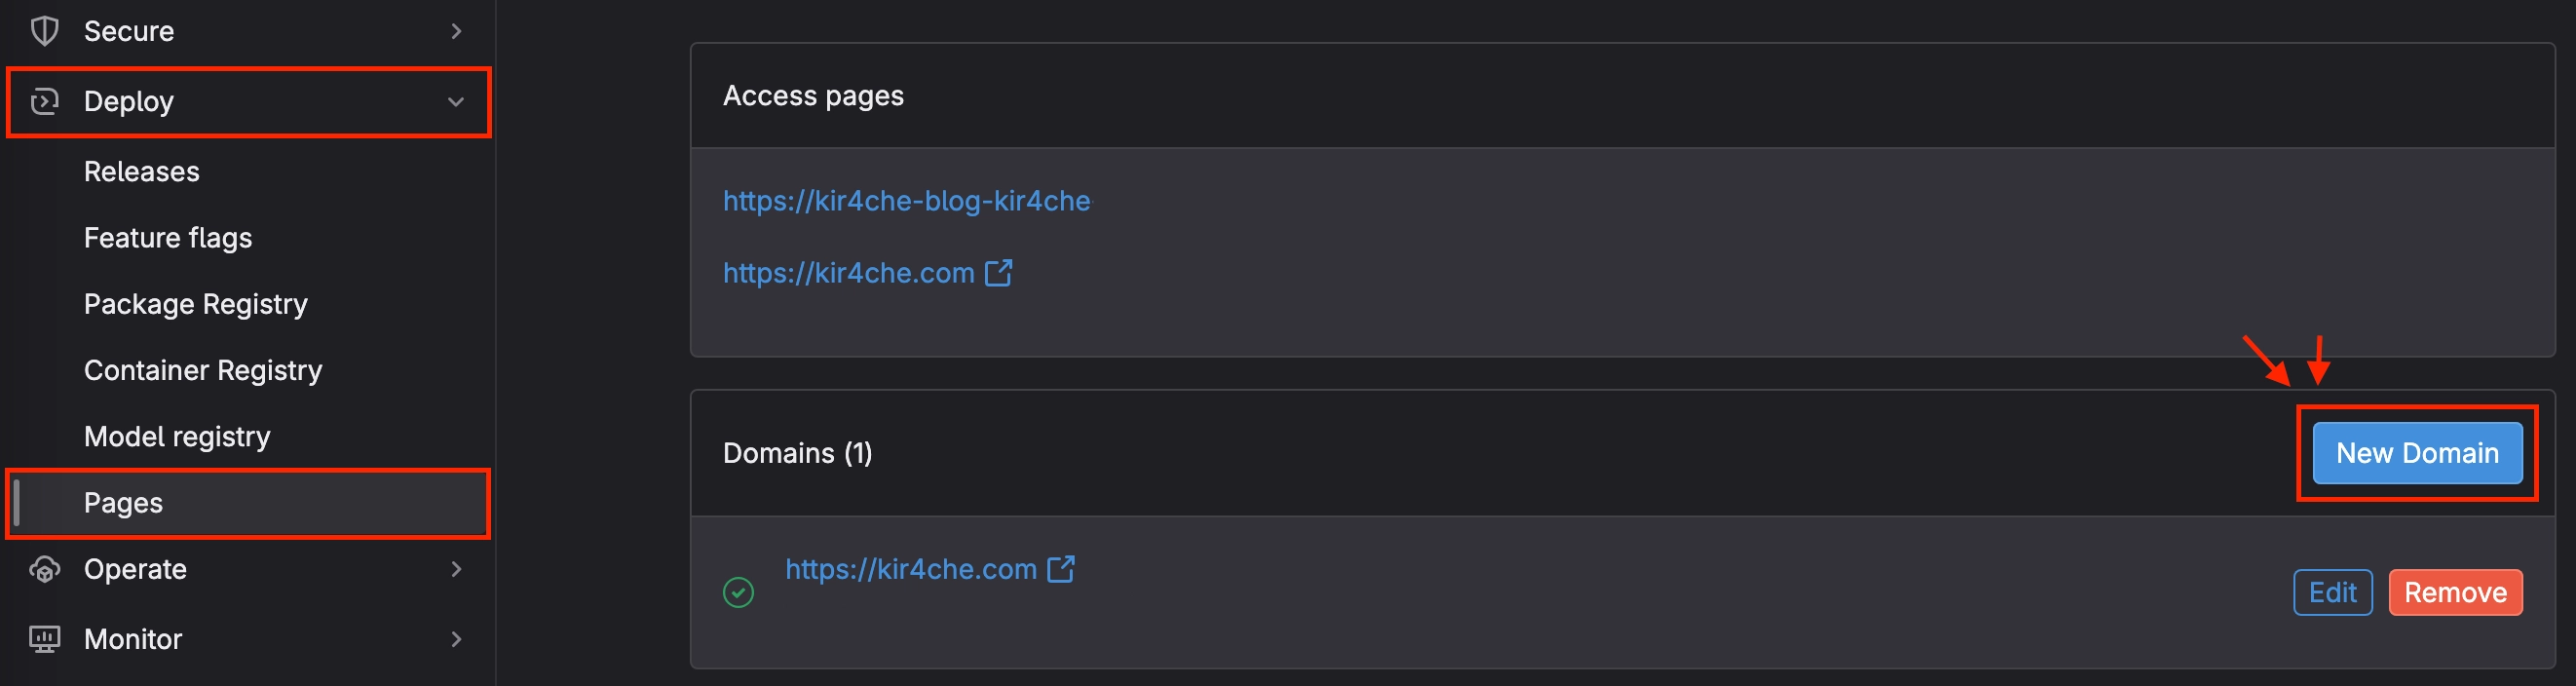 Secure
Deploy
Releases
Feature flags
Package Registry
Container Registry
Model registry
Pages
Operate
Monitor
Access pages
https://kir4che-blog-kir4che
https://kir4che.com
Domains (1)
New Domain
https://kir4che.com
Edit
Remove